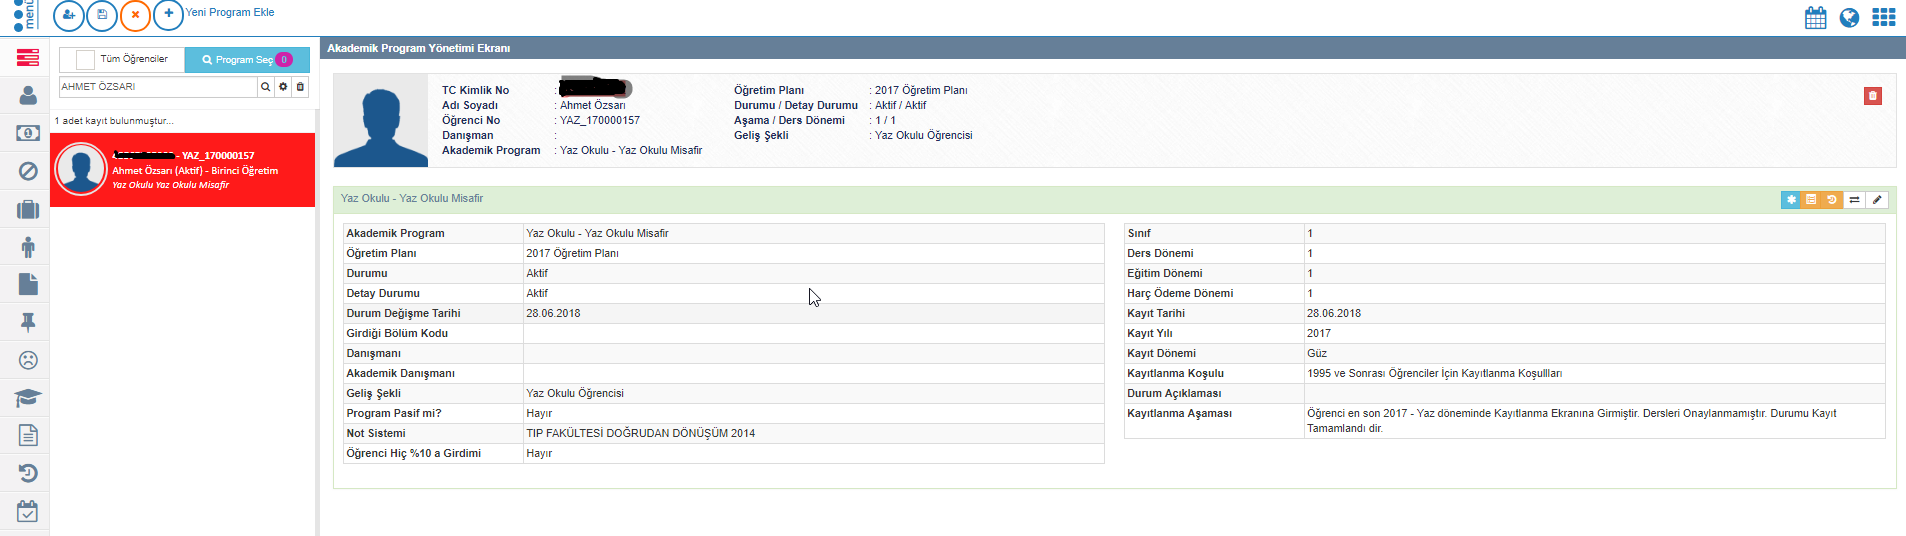 menü
Yeni Program Ekle
Tüm Öğrenciler
Program Seç 0
AHMET ÖZSARI
1 adet kayıt bulunmuştur...
- YAZ_170000157
Ahmet Özsarı (Aktif) - Birinci Öğretim
Yaz Okulu Yaz Okulu Misafir
Akademik Program Yönetimi Ekranı
TC Kimlik No :
Adı Soyadı : Ahmet Özsarı
Öğrenci No : YAZ_170000157
Danışman :
Akademik Program : Yaz Okulu - Yaz Okulu Misafir
Öğretim Planı : 2017 Öğretim Planı
Durumu / Detay Durumu : Aktif / Aktif
Aşama / Ders Dönemi : 1 / 1
Geliş Şekli : Yaz Okulu Öğrencisi
Yaz Okulu - Yaz Okulu Misafir
Akademik Program Yaz Okulu - Yaz Okulu Misafir
Öğretim Planı 2017 Öğretim Planı
Durumu Aktif
Detay Durumu Aktif
Durum Değişme Tarihi 28.06.2018
Girdiği Bölüm Kodu
Danışmanı
Akademik Danışmanı
Geliş Şekli Yaz Okulu Öğrencisi
Program Pasif mi? Hayır
Not Sistemi TIP FAKÜLTESİ DOĞRUDAN DÖNÜŞÜM 2014
Öğrenci Hiç %10 a Girdimi Hayır
Sınıf 1
Ders Dönemi 1
Eğitim Dönemi 1
Harç Ödeme Dönemi 1
Kayıt Tarihi 28.06.2018
Kayıt Yılı 2017
Kayıt Dönemi Güz
Kayıtlanma Koşulu 1995 ve Sonrası Öğrenciler İçin Kayıtlanma Koşullları
Durum Açıklaması
Kayıtlanma Aşaması Öğrenci en son 2017 - Yaz döneminde Kayıtlanma Ekranına Girmiştir. Dersleri Onaylanmamıştır. Durumu Kayıt
Tamamlandı dir.